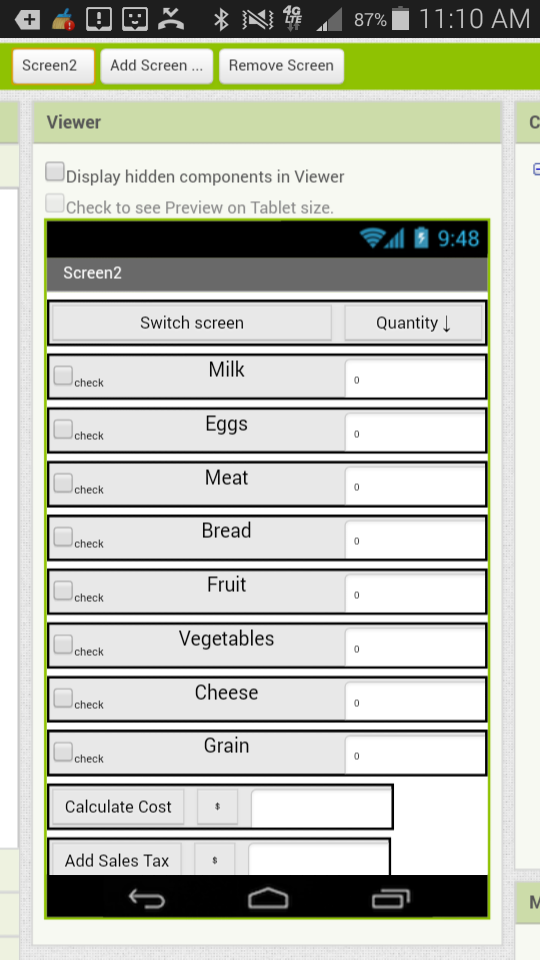 4G LTE 87% 11:10 AM
Screen2 Add Screen ... Remove Screen
Viewer C
Display hidden components in Viewer
Check to see Preview on Tablet size.
9:48
Screen2
Switch screen Quantity ↓
check Milk 0
check Eggs 0
check Meat 0
check Bread 0
check Fruit 0
check Vegetables 0
check Cheese 0
check Grain 0
Calculate Cost $
Add Sales Tax $
M